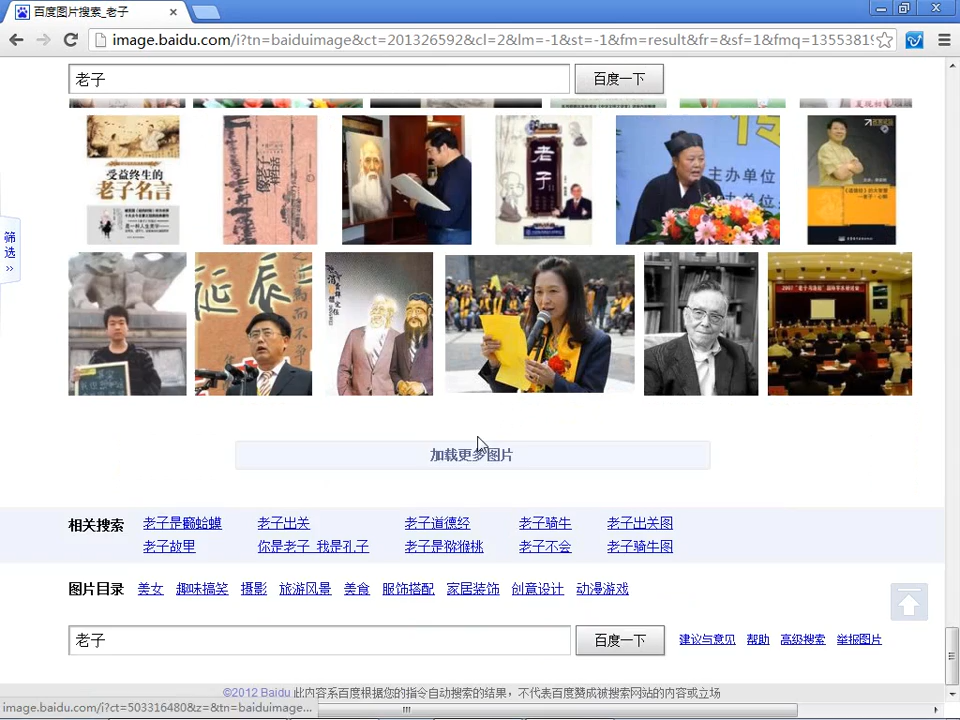 百度图片搜索_老子
image.baidu.com/i?tn=baiduimage&ct=201326592&cl=2&lm=-1&st=-1&fm=result&fr=&sf=1&fmq=1355381
老子
百度一下
受益终生的
老子名言
老子
主办单位
单位
筛选
»
加载更多图片
相关搜索 老子是癞蛤蟆 老子出关 老子道德经 老子骑牛 老子出关图
老子故里 你是老子 我是孔子 老子是猕猴桃 老子不会 老子骑牛图
图片目录 美女 趣味搞笑 摄影 旅游风景 美食 服饰搭配 家居装饰 创意设计 动漫游戏
老子
百度一下
建议与意见 帮助 高级搜索 举报图片
©2012 Baidu 此内容系百度根据您的指令自动搜索的结果，不代表百度赞成被搜索网站的内容或立场
image.baidu.com/i?ct=503316480&z=&tn=baiduimage...